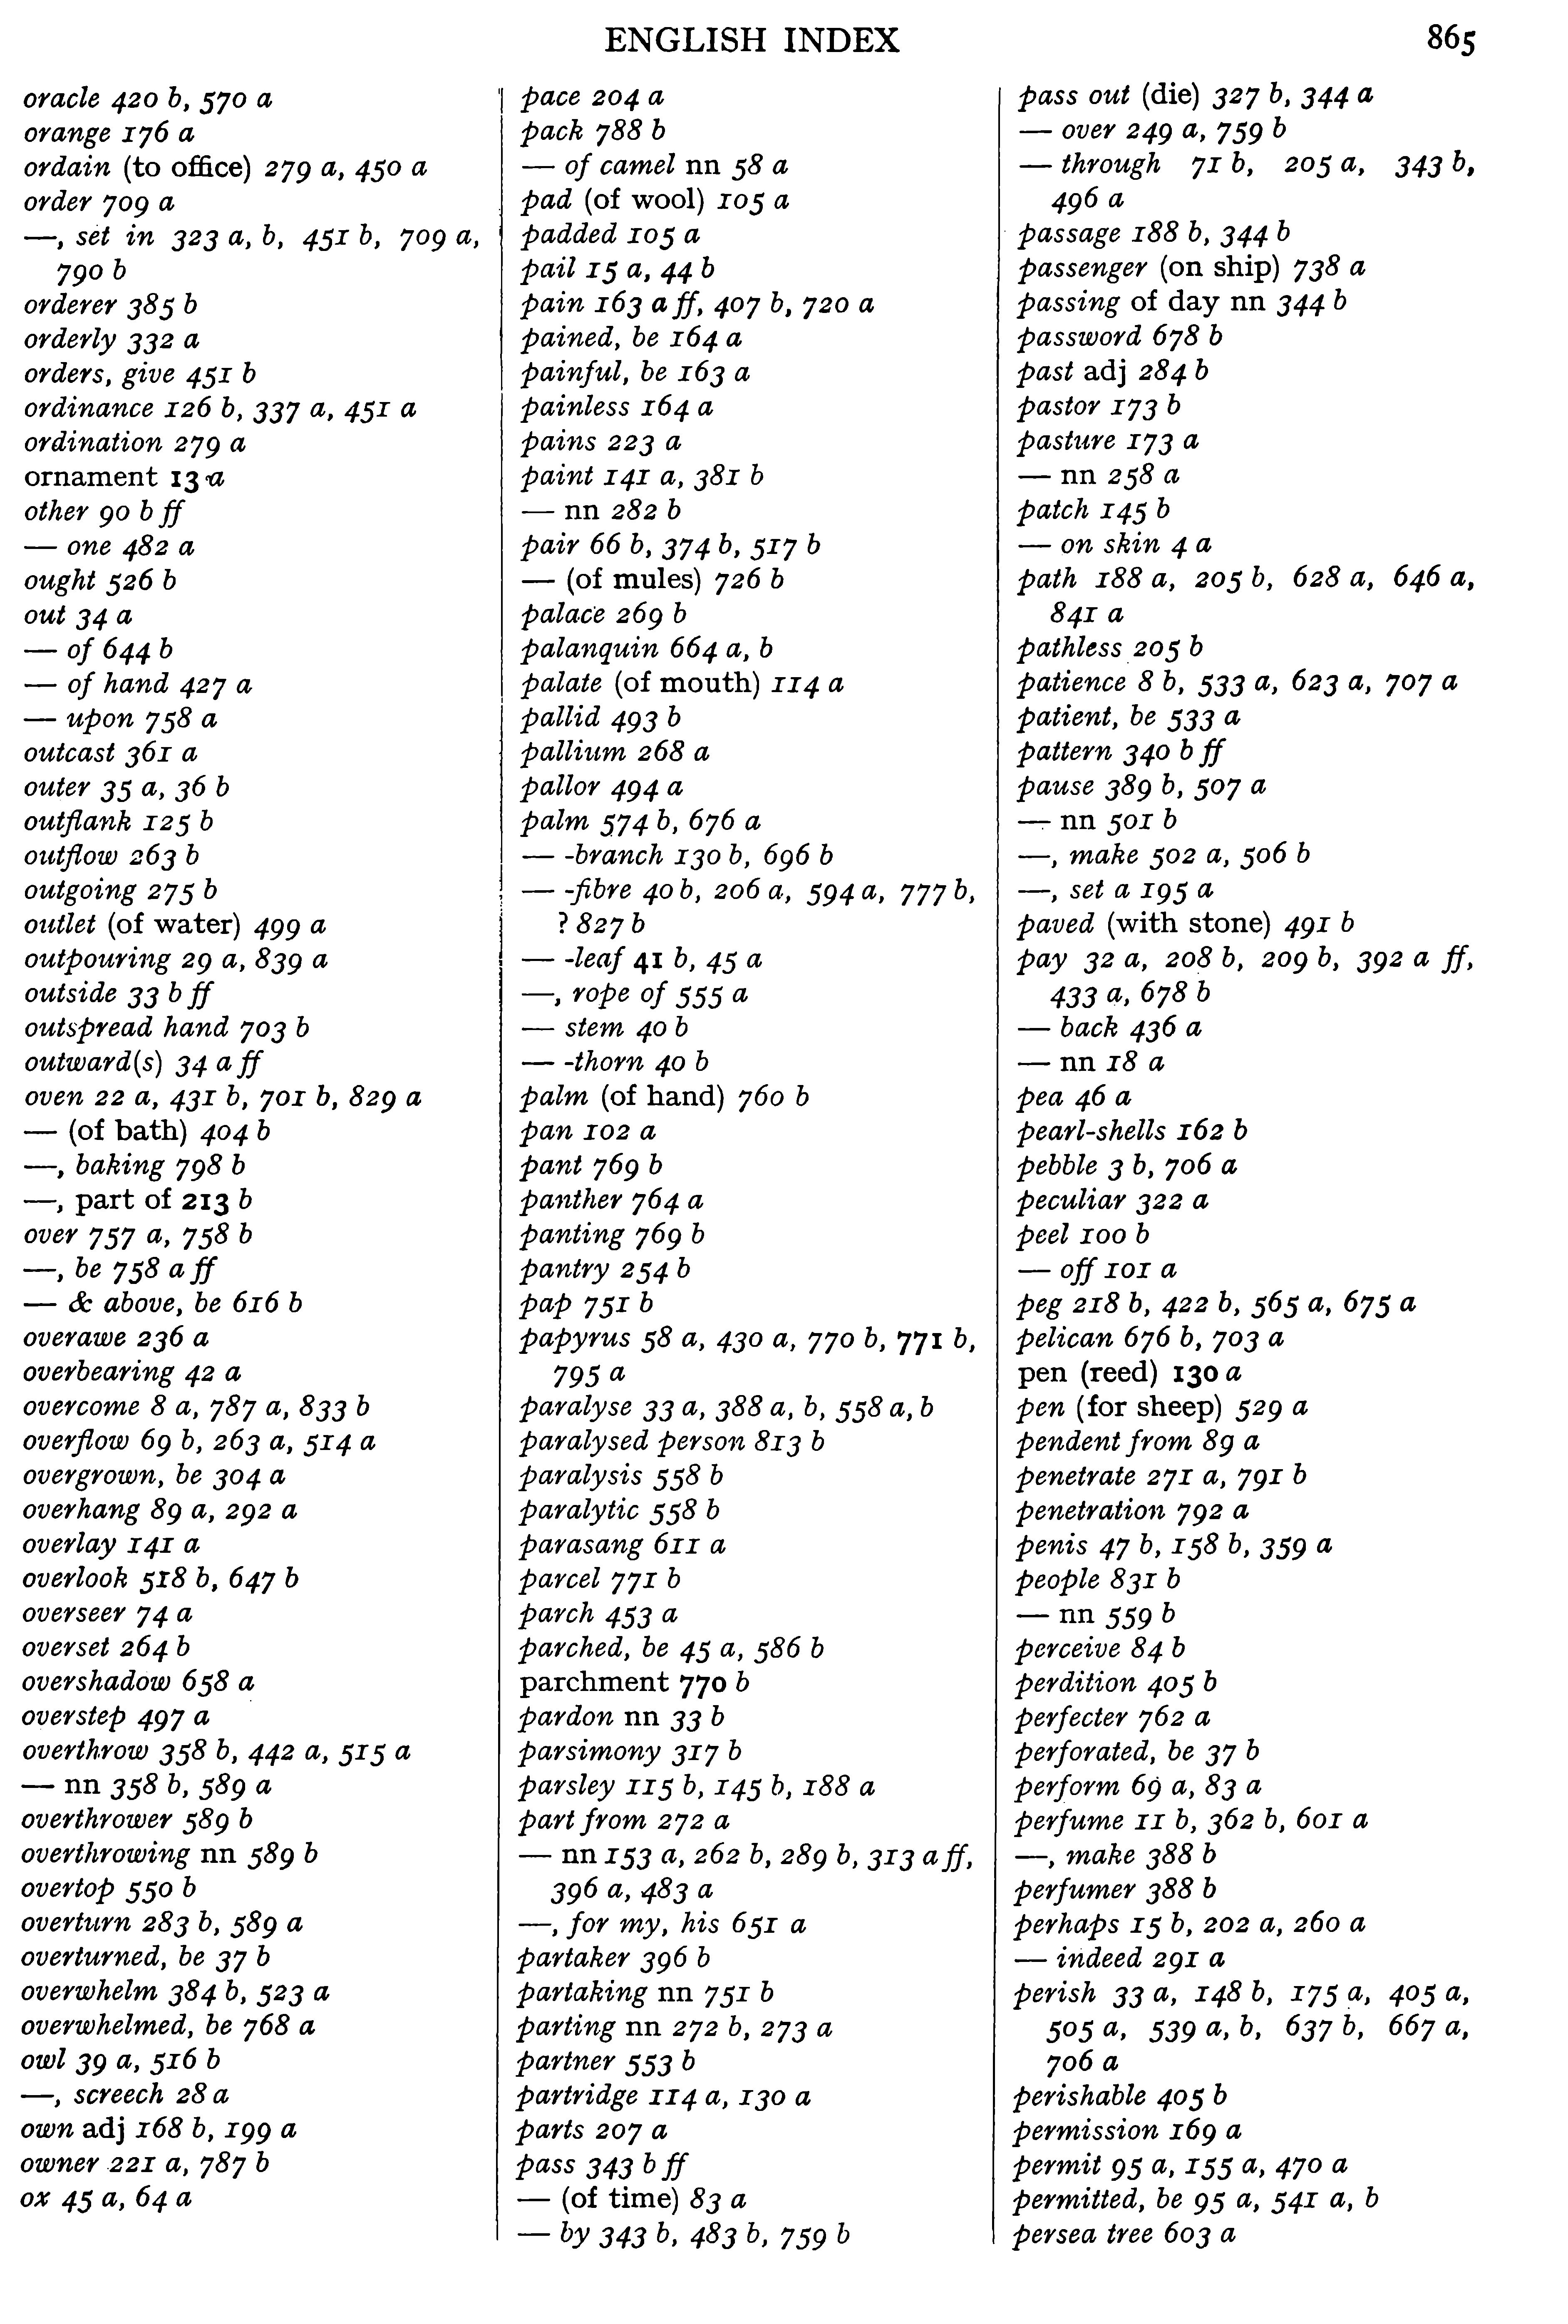 ENGLISH INDEX
865
oracle 420 b, 570 a
orange 176 a
ordain (to office) 279 a, 450 a
order 709 a
—, set in 323 a, b, 451 b, 709 a,
790 b
orderer 385 b
orderly 332 a
orders, give 451 b
ordinance 126 b, 337 a, 451 a
ordination 279 a
ornament 13 a
other 90 b ff
— one 482 a
ought 526 b
out 34 a
— of 644 b
— of hand 427 a
— upon 758 a
outcast 361 a
outer 35 a, 36 b
outflank 125 b
outflow 263 b
outgoing 275 b
outlet (of water) 499 a
outpouring 29 a, 839 a
outside 33 b ff
outspread hand 703 b
outward(s) 34 a ff
oven 22 a, 431 b, 701 b, 829 a
— (of bath) 404 b
—, baking 798 b
—, part of 213 b
over 757 a, 758 b
—, be 758 a ff
— & above, be 616 b
overawe 236 a
overbearing 42 a
overcome 8 a, 787 a, 833 b
overflow 69 b, 263 a, 514 a
overgrown, be 304 a
overhang 89 a, 292 a
overlay 141 a
overlook 518 b, 647 b
overseer 74 a
overset 264 b
overshadow 658 a
overstep 497 a
overthrow 358 b, 442 a, 515 a
— nn 358 b, 589 a
overthrower 589 b
overthrowing nn 589 b
overtop 550 b
overturn 283 b, 589 a
overturned, be 37 b
overwhelm 384 b, 523 a
overwhelmed, be 768 a
owl 39 a, 516 b
—, screech 28 a
own adj 168 b, 199 a
owner 221 a, 787 b
ox 45 a, 64 a
pace 204 a
pack 788 b
— of camel nn 58 a
pad (of wool) 105 a
padded 105 a
pail 15 a, 44 b
pain 163 a ff, 407 b, 720 a
pained, be 164 a
painful, be 163 a
painless 164 a
pains 223 a
paint 141 a, 381 b
— nn 282 b
pair 66 b, 374 b, 517 b
— (of mules) 726 b
palace 269 b
palanquin 664 a, b
palate (of mouth) 114 a
pallid 493 b
pallium 268 a
pallor 494 a
palm 574 b, 676 a
— -branch 130 b, 696 b
— -fibre 40 b, 206 a, 594 a, 777 b,
? 827 b
— -leaf 41 b, 45 a
—, rope of 555 a
— stem 40 b
— -thorn 40 b
palm (of hand) 760 b
pan 102 a
pant 769 b
panther 764 a
panting 769 b
pantry 254 b
pap 751 b
papyrus 58 a, 430 a, 770 b, 771 b,
795 a
paralyse 33 a, 388 a, b, 558 a, b
paralysed person 813 b
paralysis 558 b
paralytic 558 b
parasang 611 a
parcel 771 b
parch 453 a
parched, be 45 a, 586 b
parchment 770 b
pardon nn 33 b
parsimony 317 b
parsley 115 b, 145 b, 188 a
part from 272 a
— nn 153 a, 262 b, 289 b, 313 a ff,
396 a, 483 a
—, for my, his 651 a
partaker 396 b
partaking nn 751 b
parting nn 272 b, 273 a
partner 553 b
partridge 114 a, 130 a
parts 207 a
pass 343 b ff
— (of time) 83 a
— by 343 b, 483 b, 759 b
pass out (die) 327 b, 344 a
— over 249 a, 759 b
— through 71 b, 205 a, 343 b,
496 a
passage 188 b, 344 b
passenger (on ship) 738 a
passing of day nn 344 b
password 678 b
past adj 284 b
pastor 173 b
pasture 173 a
— nn 258 a
patch 145 b
— on skin 4 a
path 188 a, 205 b, 628 a, 646 a,
841 a
pathless 205 b
patience 8 b, 533 a, 623 a, 707 a
patient, be 533 a
pattern 340 b ff
pause 389 b, 507 a
— nn 501 b
—, make 502 a, 506 b
—, set a 195 a
paved (with stone) 491 b
pay 32 a, 208 b, 209 b, 392 a ff,
433 a, 678 b
— back 436 a
— nn 18 a
pea 46 a
pearl-shells 162 b
pebble 3 b, 706 a
peculiar 322 a
peel 100 b
— off 101 a
peg 218 b, 422 b, 565 a, 675 a
pelican 676 b, 703 a
pen (reed) 130 a
pen (for sheep) 529 a
pendent from 89 a
penetrate 271 a, 791 b
penetration 792 a
penis 47 b, 158 b, 359 a
people 831 b
— nn 559 b
perceive 84 b
perdition 405 b
perfecter 762 a
perforated, be 37 b
perform 69 a, 83 a
perfume 11 b, 362 b, 601 a
—, make 388 b
perfumer 388 b
perhaps 15 b, 202 a, 260 a
— indeed 291 a
perish 33 a, 148 b, 175 a, 405 a,
505 a, 539 a, b, 637 b, 667 a,
706 a
perishable 405 b
permission 169 a
permit 95 a, 155 a, 470 a
permitted, be 95 a, 541 a, b
persea tree 603 a